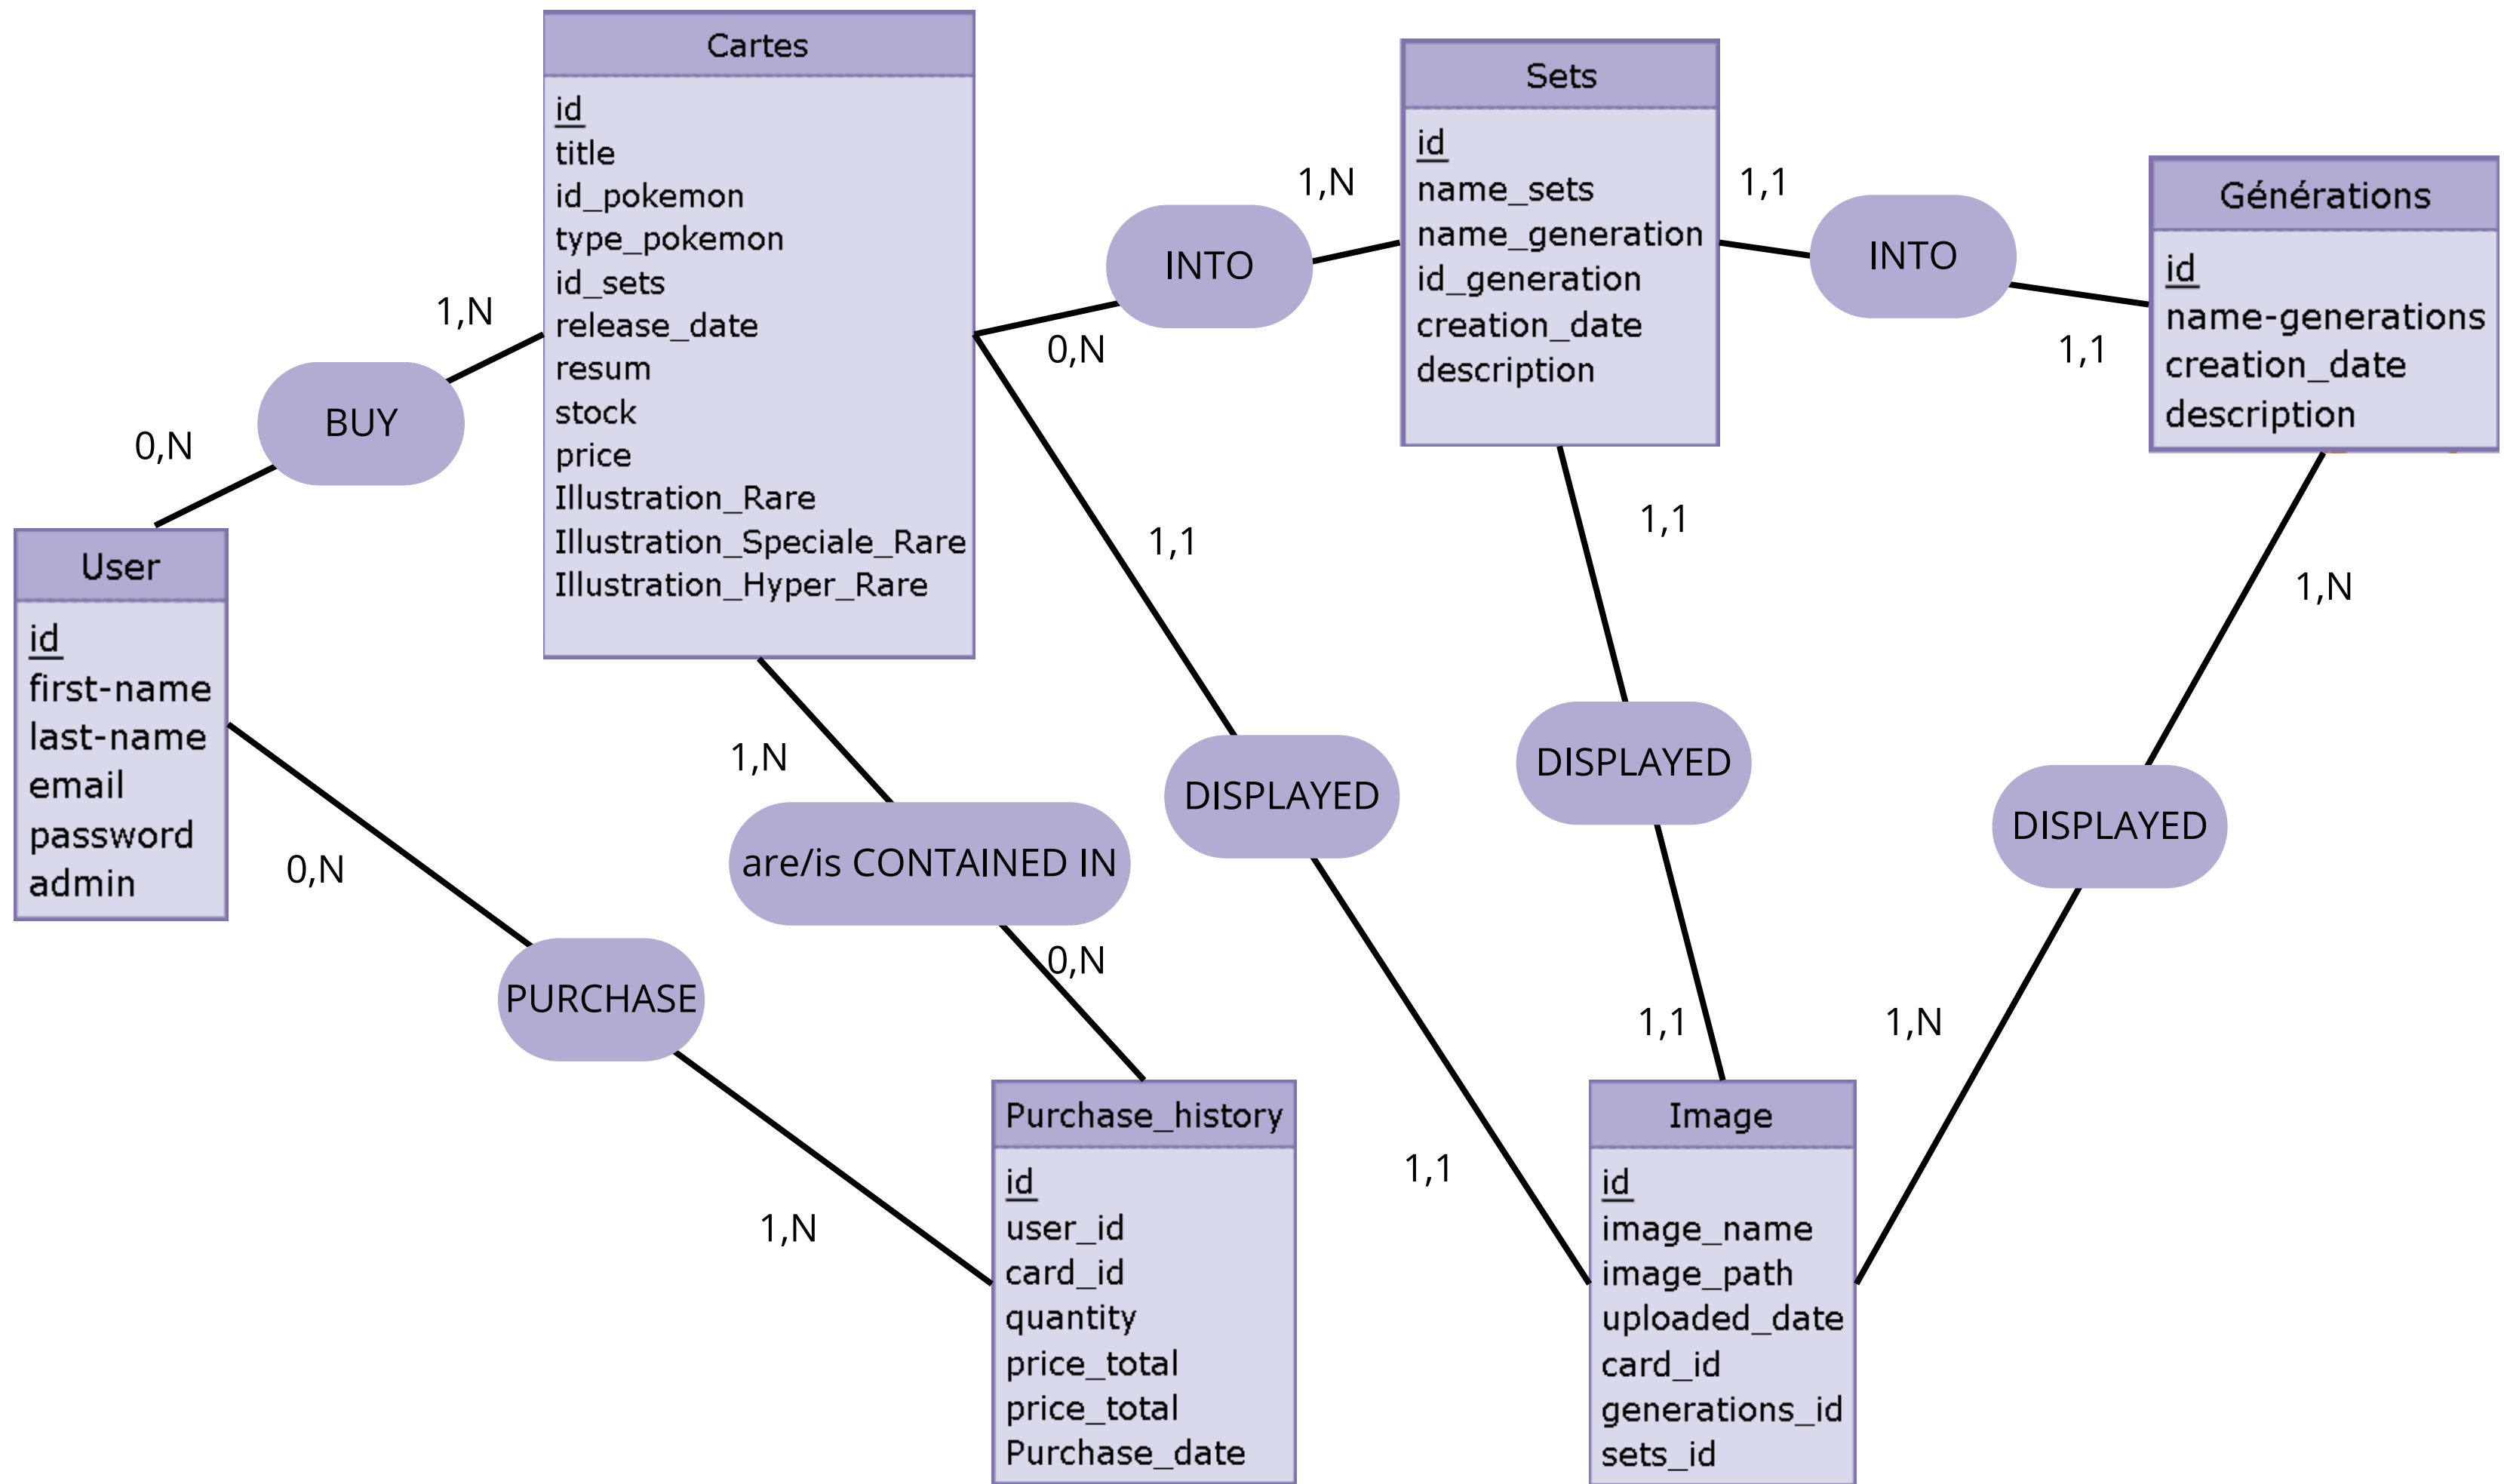 Cartes
id
title
id_pokemon
type_pokemon
id_sets
release_date
resum
stock
price
Illustration_Rare
Illustration_Speciale_Rare
Illustration_Hyper_Rare
Sets
id
name_sets
name_generation
id_generation
creation_date
description
Générations
id
name-generations
creation_date
description
1,N
INTO
0,N
1,1
INTO
1,1
1,N
BUY
0,N
User
id
first-name
last-name
email
password
admin
1,1
DISPLAYED
1,1
1,1
DISPLAYED
1,1
1,N
DISPLAYED
1,N
1,N
are/is CONTAINED IN
0,N
0,N
PURCHASE
1,N
Purchase_history
id
user_id
card_id
quantity
price_total
price_total
Purchase_date
Image
id
image_name
image_path
uploaded_date
card_id
generations_id
sets_id